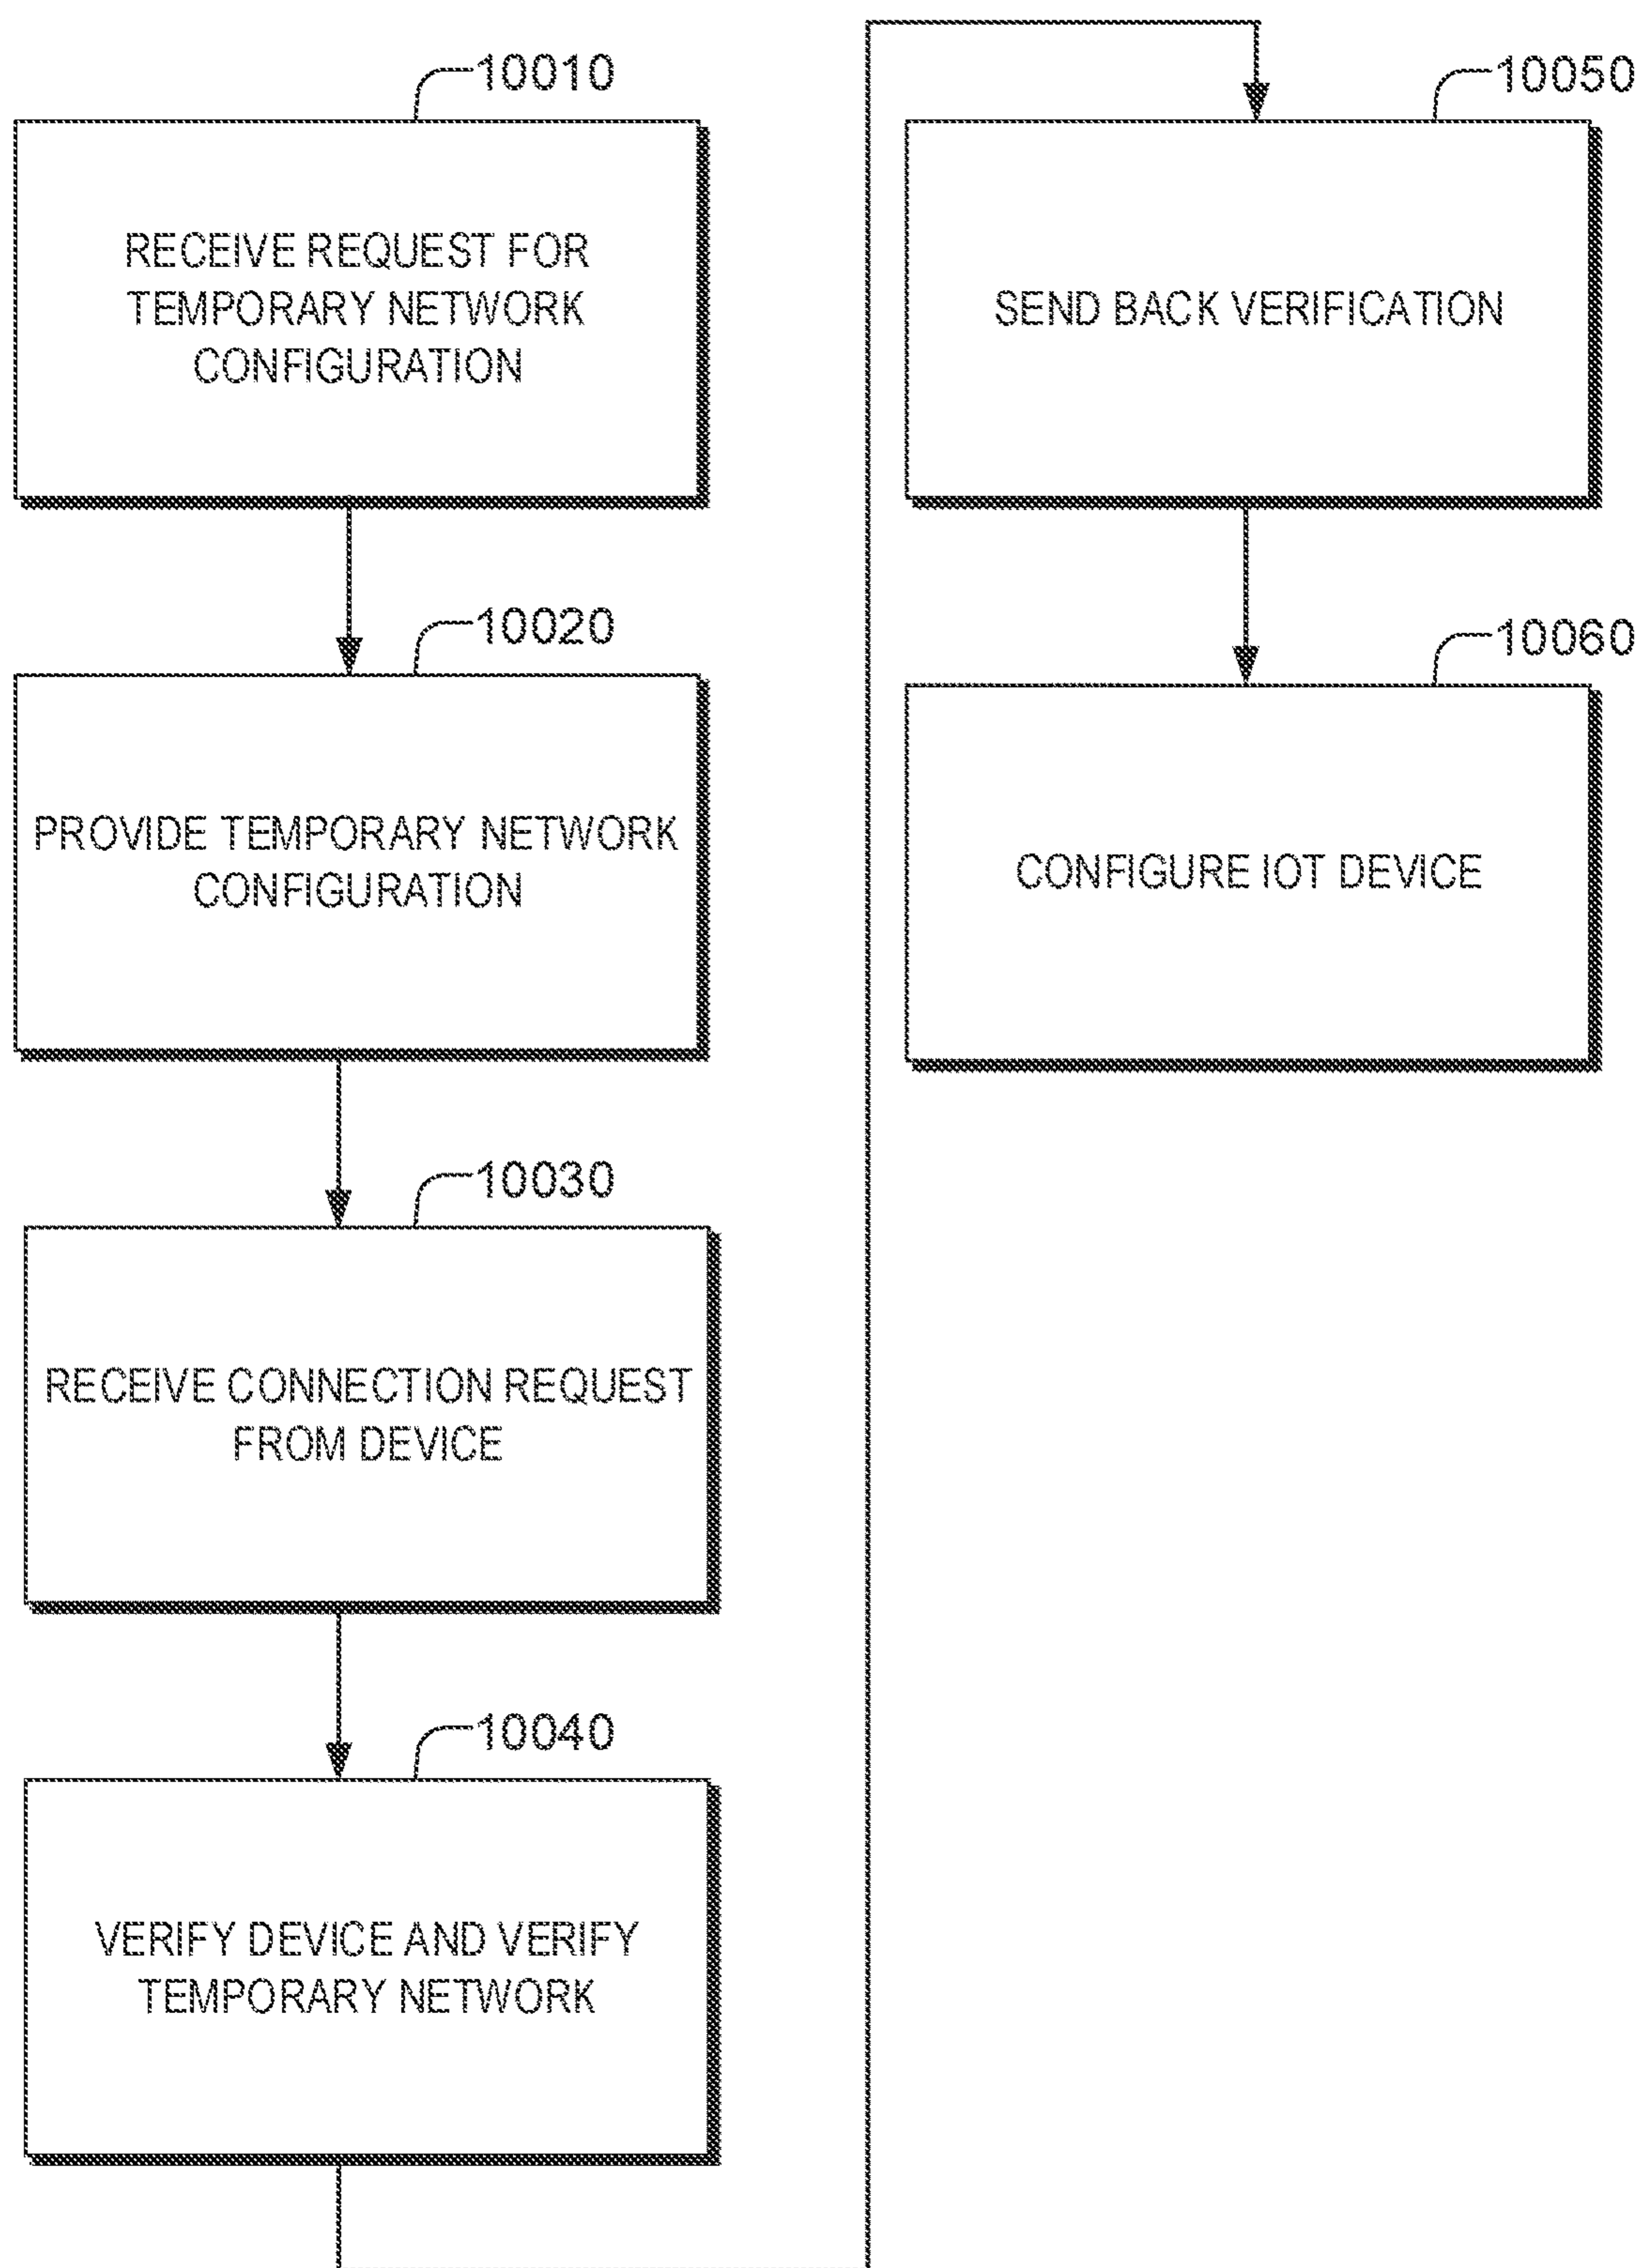 10010
RECEIVE REQUEST FOR
TEMPORARY NETWORK
CONFIGURATION
10020
PROVIDE TEMPORARY NETWORK
CONFIGURATION
10030
RECEIVE CONNECTION REQUEST
FROM DEVICE
10040
VERIFY DEVICE AND VERIFY
TEMPORARY NETWORK
10050
SEND BACK VERIFICATION
10060
CONFIGURE IOT DEVICE